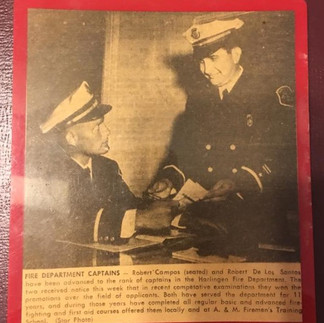 FIRE DEPARTMENT CAPTAINS — Robert Campos (seated) and Robert De Los Santos
have been advanced to the rank of captains in the Harlingen Fire Department. The
two received notice this week that in recent competative examinations they won the
promotions over the field of applicants. Both have served the department for 11
years, and during those years have completed all regular basic and advanced fire-
fighting and first aid courses offered locally and at A. & M. Firemen's Training
School. (Star Photo)